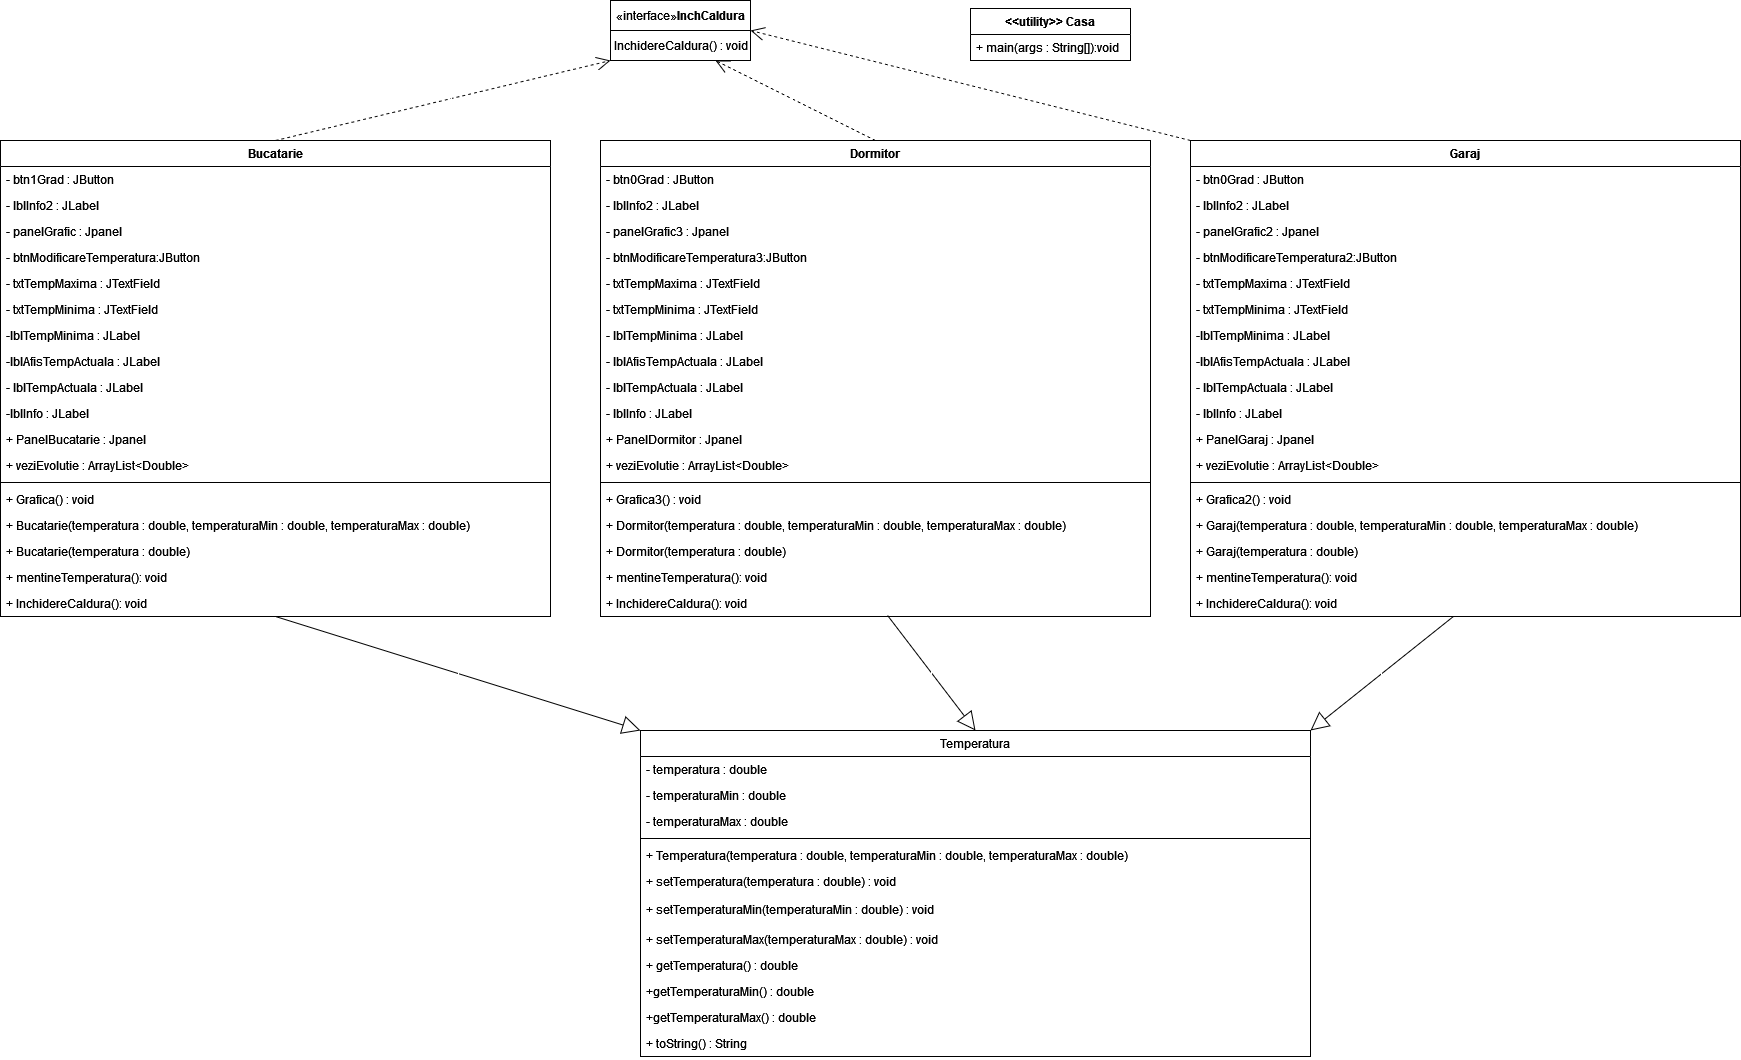 «interface»InchCaldura
InchidereCaldura() : void
<<utility>> Casa
+ main(args : String[]):void
Bucatarie
- btn1Grad : JButton
- lblInfo2 : JLabel
- panelGrafic : Jpanel
- btnModificareTemperatura:JButton
- txtTempMaxima : JTextField
- txtTempMinima : JTextField
-lblTempMinima : JLabel
-lblAfisTempActuala : JLabel
- lblTempActuala : JLabel
-lblInfo : JLabel
+ PanelBucatarie : Jpanel
+ veziEvolutie : ArrayList<Double>
+ Grafica() : void
+ Bucatarie(temperatura : double, temperaturaMin : double, temperaturaMax : double)
+ Bucatarie(temperatura : double)
+ mentineTemperatura(): void
+ InchidereCaldura(): void
Dormitor
- btn0Grad : JButton
- lblInfo2 : JLabel
- panelGrafic3 : Jpanel
- btnModificareTemperatura3:JButton
- txtTempMaxima : JTextField
- txtTempMinima : JTextField
- lblTempMinima : JLabel
- lblAfisTempActuala : JLabel
- lblTempActuala : JLabel
- lblInfo : JLabel
+ PanelDormitor : Jpanel
+ veziEvolutie : ArrayList<Double>
+ Grafica3() : void
+ Dormitor(temperatura : double, temperaturaMin : double, temperaturaMax : double)
+ Dormitor(temperatura : double)
+ mentineTemperatura(): void
+ InchidereCaldura(): void
Garaj
- btn0Grad : JButton
- lblInfo2 : JLabel
- panelGrafic2 : Jpanel
- btnModificareTemperatura2:JButton
- txtTempMaxima : JTextField
- txtTempMinima : JTextField
-lblTempMinima : JLabel
-lblAfisTempActuala : JLabel
- lblTempActuala : JLabel
- lblInfo : JLabel
+ PanelGaraj : Jpanel
+ veziEvolutie : ArrayList<Double>
+ Grafica2() : void
+ Garaj(temperatura : double, temperaturaMin : double, temperaturaMax : double)
+ Garaj(temperatura : double)
+ mentineTemperatura(): void
+ InchidereCaldura(): void
Temperatura
- temperatura : double
- temperaturaMin : double
- temperaturaMax : double
+ Temperatura(temperatura : double, temperaturaMin : double, temperaturaMax : double)
+ setTemperatura(temperatura : double) : void
+ setTemperaturaMin(temperaturaMin : double) : void
+ setTemperaturaMax(temperaturaMax : double) : void
+ getTemperatura() : double
+getTemperaturaMin() : double
+getTemperaturaMax() : double
+ toString() : String